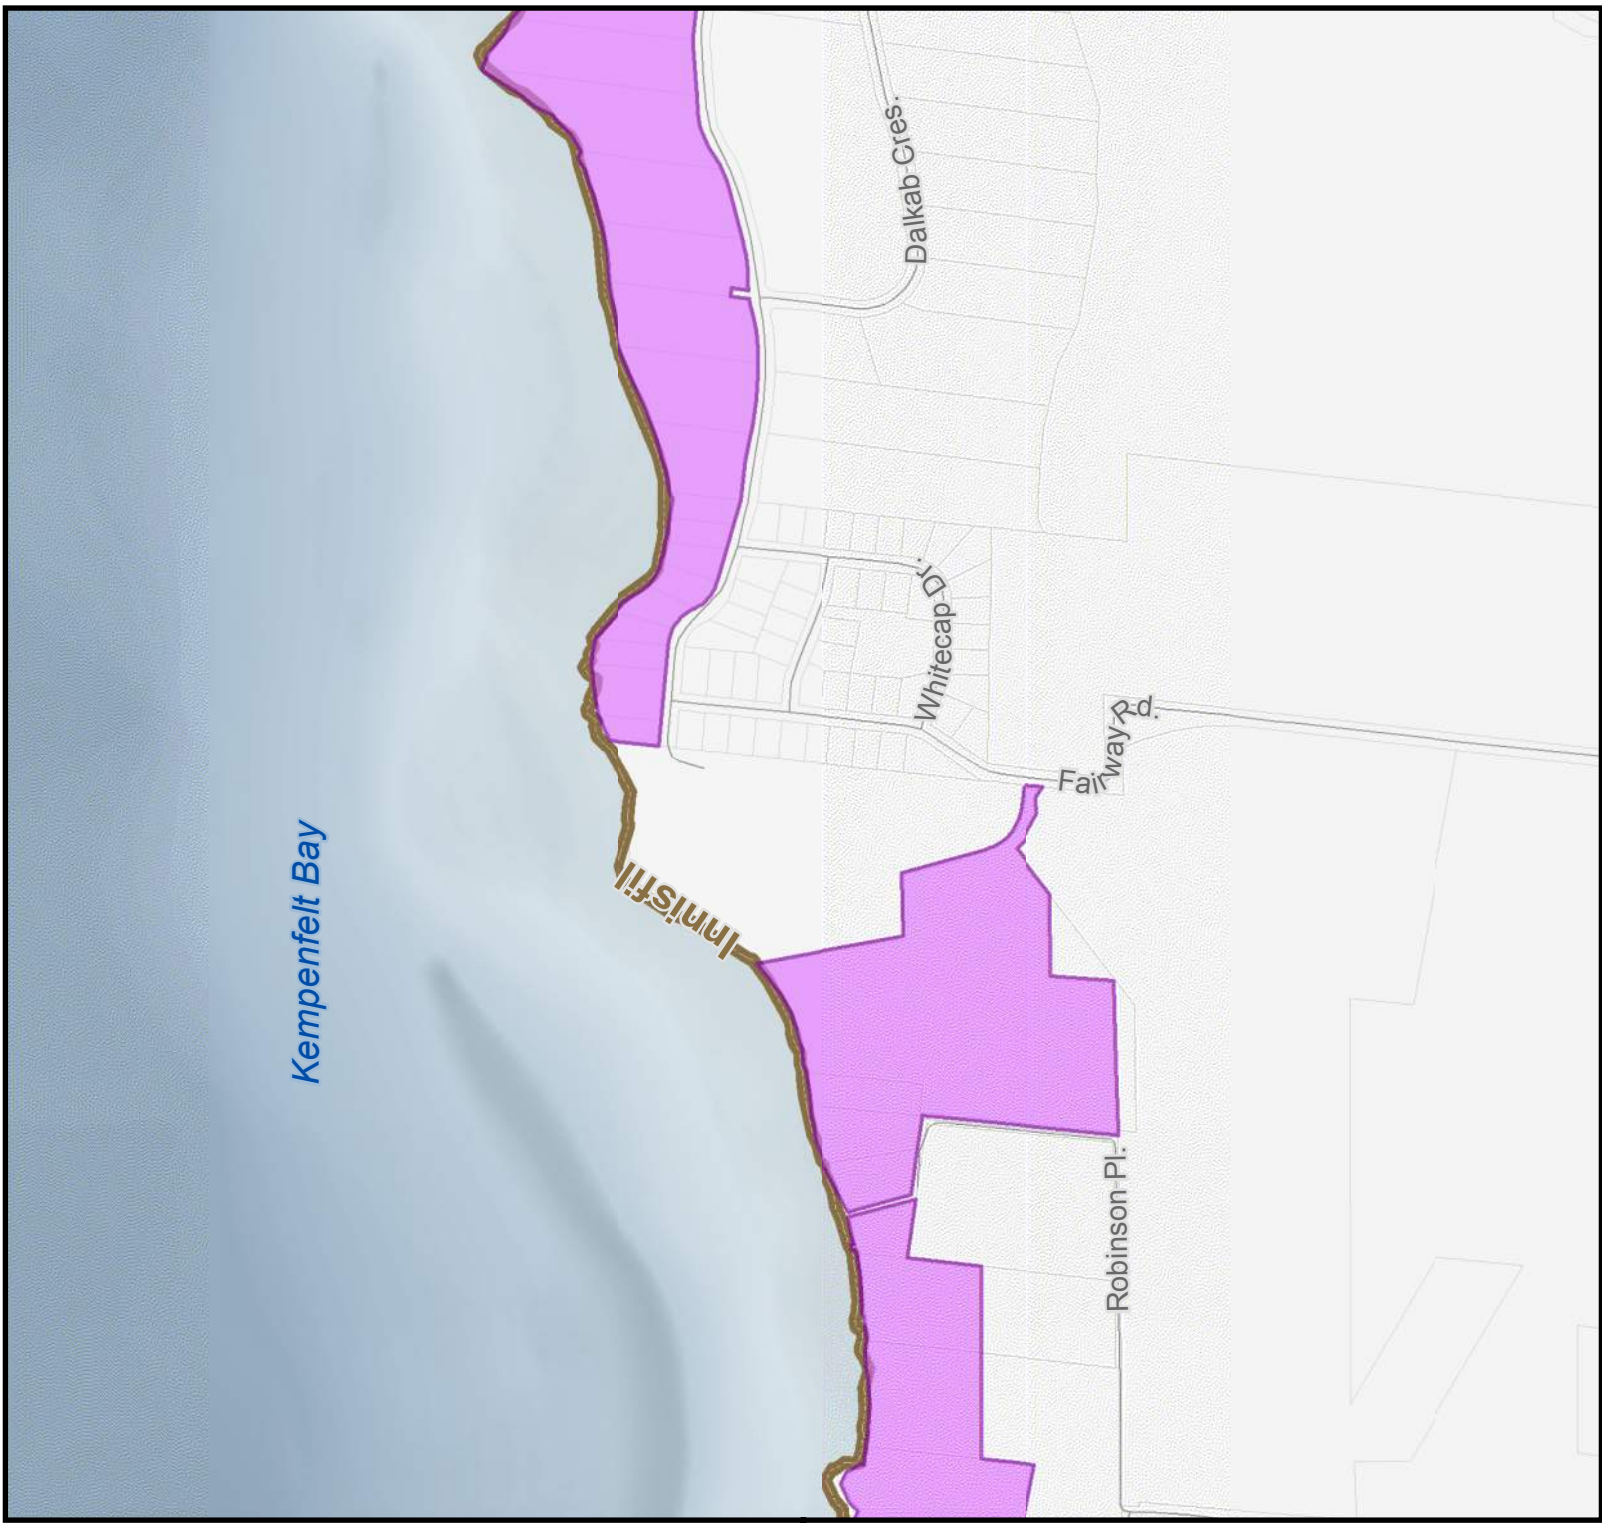 Dalkab Cres.
Whitecap Dr.
Fairway Rd.
Kempenfelt Bay
Innisfil
Robinson Pl.